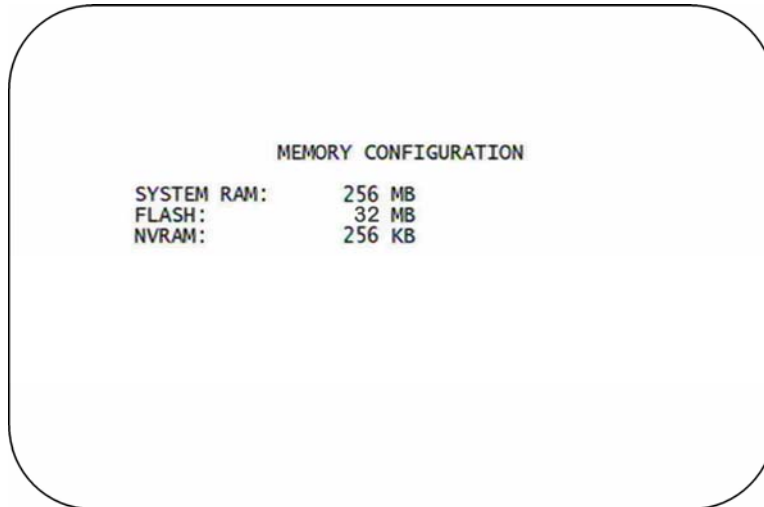 MEMORY CONFIGURATION
SYSTEM RAM: 256 MB
FLASH: 32 MB
NVRAM: 256 KB